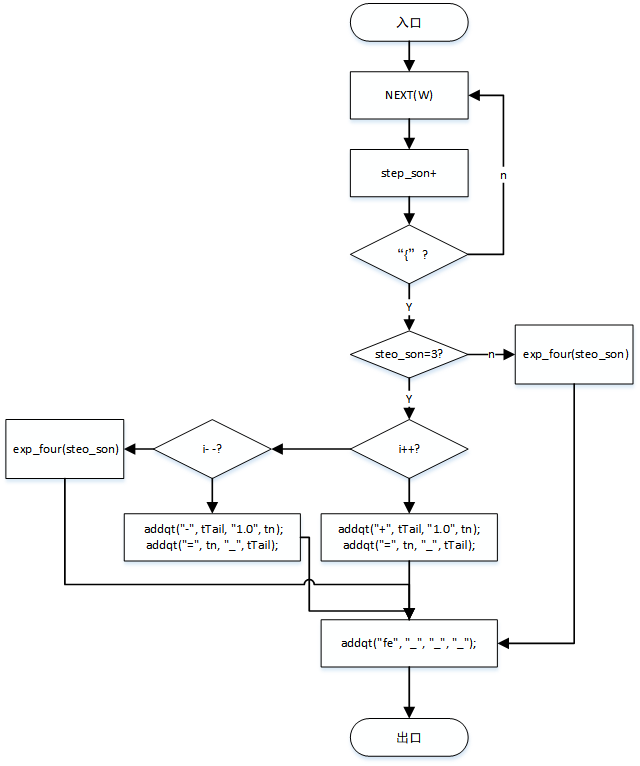 入口
NEXT(W)
step_son+
n
“{”？
Y
steo_son=3?
n
exp_four(steo_son)
Y
exp_four(steo_son)
i- -?
i++?
addqt("-", tTail, "1.0", tn);
addqt("=", tn, "_", tTail);
addqt("+", tTail, "1.0", tn);
addqt("=", tn, "_", tTail);
addqt("fe", "_", "_", "_");
出口